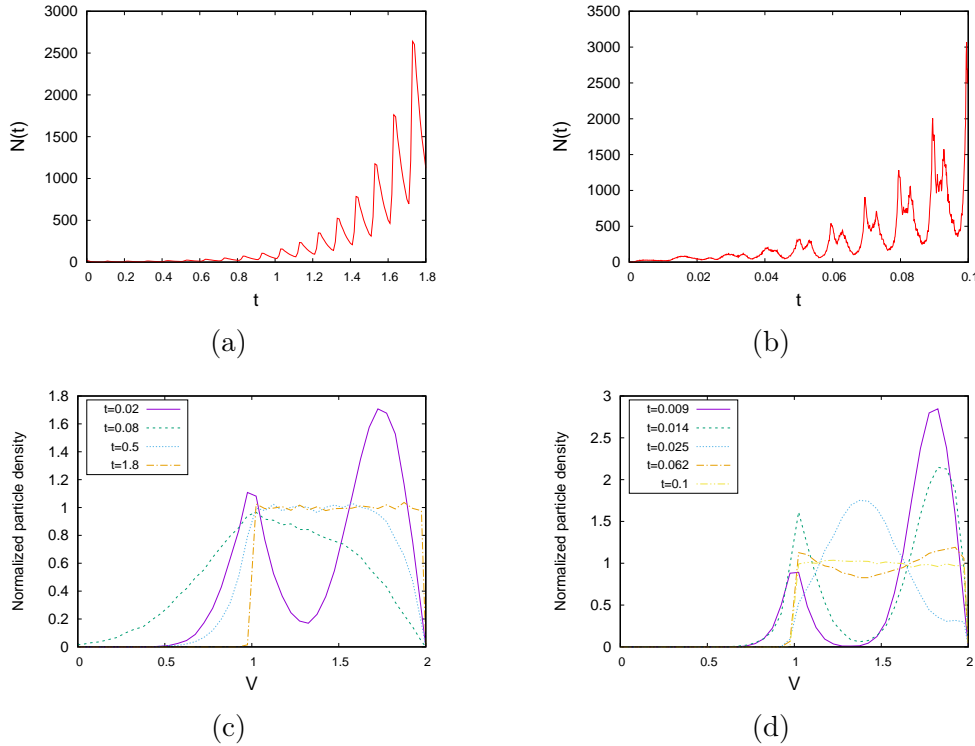 3000
2500
2000
1500
1000
500
0
N(t)
0 0.2 0.4 0.6 0.8 1 1.2 1.4 1.6 1.8
t
(a)
3500
3000
2500
2000
1500
1000
500
0
N(t)
0 0.02 0.04 0.06 0.08 0.1
t
(b)
1.8
1.6
1.4
1.2
1
0.8
0.6
0.4
0.2
0
Normalized particle density
t=0.02
t=0.08
t=0.5
t=1.8
0 0.5 1 1.5 2
V
(c)
3
2.5
2
1.5
1
0.5
0
Normalized particle density
t=0.009
t=0.014
t=0.025
t=0.062
t=0.1
0 0.5 1 1.5 2
V
(d)